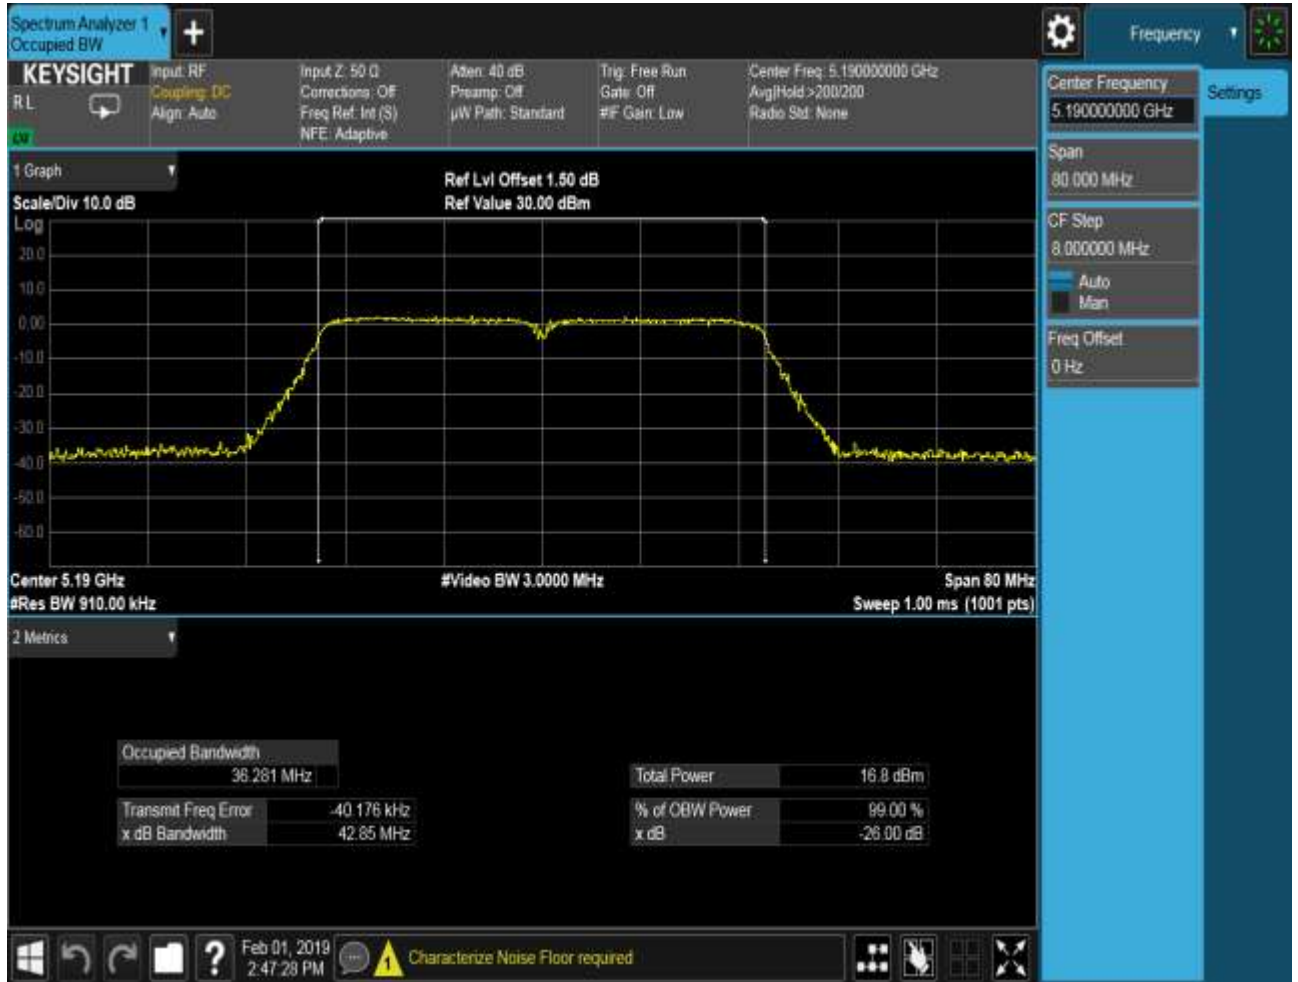 Spectrum Analyzer 1
Occupied BW
Frequency
KEYSIGHT
RL
Input: RF
Coupling: DC
Align: Auto
Input Z: 50 Ω
Corrections: Off
Freq Ref: Int (S)
NFE: Adaptive
Atten: 40 dB
Preamp: Off
µW Path: Standard
Trig: Free Run
Gate: Off
#IF Gain: Low
Center Freq: 5.190000000 GHz
Avg|Hold:>200/200
Radio Std: None
Center Frequency
5.190000000 GHz
Settings
Span
80.000 MHz
CF Step
8.000000 MHz
Auto
Man
Freq Offset
0 Hz
1 Graph
Scale/Div 10.0 dB
Ref Lvl Offset 1.50 dB
Ref Value 30.00 dBm
Log
20.0
10.0
0.00
-10.0
-20.0
-30.0
-40.0
-50.0
-60.0
Center 5.19 GHz
#Res BW 910.00 kHz
#Video BW 3.0000 MHz
Span 80 MHz
Sweep 1.00 ms (1001 pts)
2 Metrics
Occupied Bandwidth
36.281 MHz
Transmit Freq Error -40.176 kHz
x dB Bandwidth 42.85 MHz
Total Power 16.8 dBm
% of OBW Power 99.00 %
x dB -26.00 dB
?
Feb 01, 2019
2:47:28 PM
1
Characterize Noise Floor required